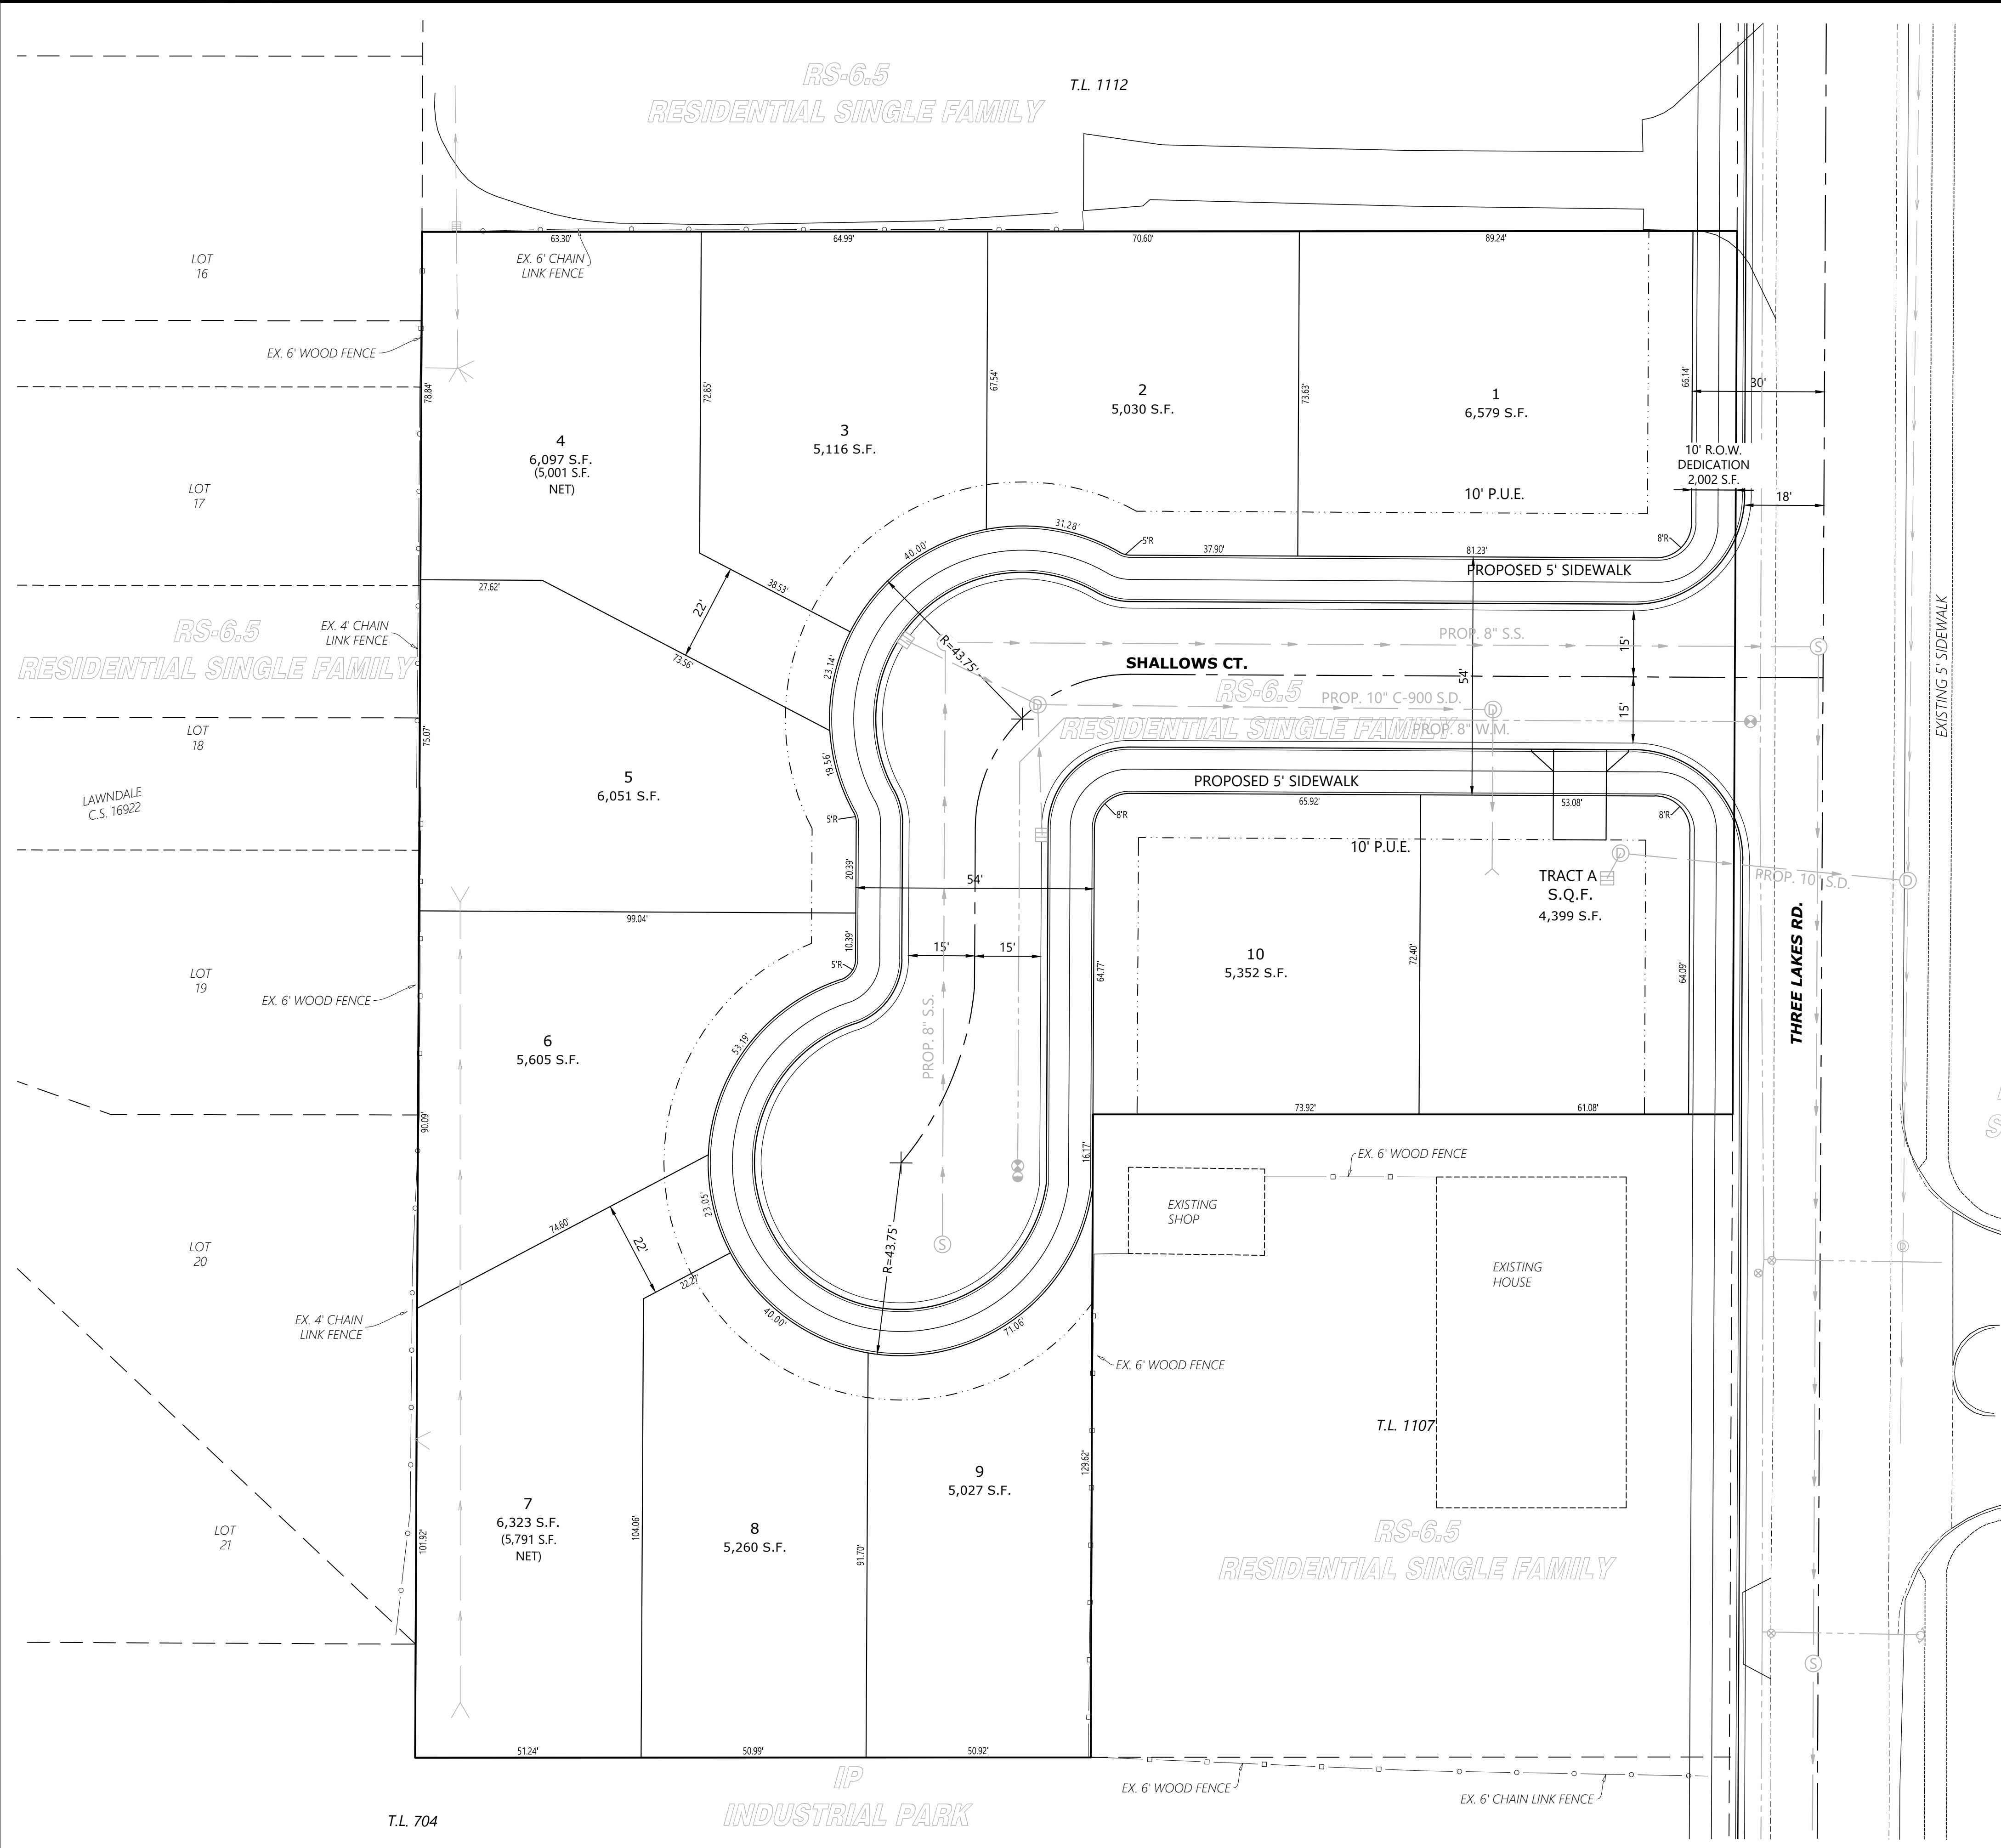 RS-6.5
RESIDENTIAL SINGLE FAMILY
T.L. 1112
63.30'
64.99'
70.60'
89.24'
EX. 6' CHAIN
LINK FENCE
LOT
16
EX. 6' WOOD FENCE
78.84'
72.85'
67.54'
73.63'
66.14'
30'
4
6,097 S.F.
(5,001 S.F.
NET)
3
5,116 S.F.
2
5,030 S.F.
1
6,579 S.F.
10' R.O.W.
DEDICATION
2,002 S.F.
18'
LOT
17
10' P.U.E.
31.28'
40.00'
5'R
37.90'
81.23'
8'R
PROPOSED 5' SIDEWALK
27.62'
38.53'
22'
73.56'
23.14'
R=43.75'
EX. 4' CHAIN
LINK FENCE
RS-6.5
RESIDENTIAL SINGLE FAMILY
PROP. 8" S.S.
15'
SHALLOWS CT.
54'
RS-6.5
RESIDENTIAL SINGLE FAMILY
PROP. 10" C-900 S.D.
15'
PROP. 8" W.M.
EXISTING 5' SIDEWALK
LOT
18
75.07'
19.56'
5
6,051 S.F.
LAWNDALE
C.S. 16922
PROPOSED 5' SIDEWALK
65.92'
53.08'
5'R
8'R
8'R
20.39'
10' P.U.E.
54'
TRACT A
S.Q.F.
4,399 S.F.
PROP. 10" S.D.
99.04'
10.39'
15'
15'
5'R
10
5,352 S.F.
64.77'
72.40'
64.09'
THREE LAKES RD.
LOT
19
EX. 6' WOOD FENCE
6
5,605 S.F.
53.19'
PROP. 8" S.S.
90.09'
73.92'
61.08'
16.17'
EX. 6' WOOD FENCE
EXISTING
SHOP
74.60'
23.05'
22'
22.27'
R=43.75'
S
EXISTING
HOUSE
LOT
20
EX. 4' CHAIN
LINK FENCE
40.00'
71.06'
EX. 6' WOOD FENCE
T.L. 1107
129.62'
9
5,027 S.F.
7
6,323 S.F.
(5,791 S.F.
NET)
8
5,260 S.F.
LOT
21
101.92'
104.06'
91.70'
RS-6.5
RESIDENTIAL SINGLE FAMILY
51.24'
50.99'
50.92'
EX. 6' WOOD FENCE
EX. 6' CHAIN LINK FENCE
IP
INDUSTRIAL PARK
T.L. 704